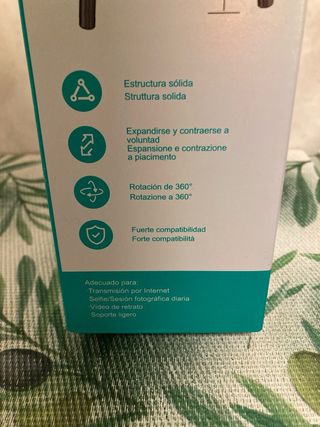 Estructura sólida
Struttura solida
Expandirse y contraerse a
voluntad
Espansione e contrazione
a piacimento
Rotación de 360°
Rotazione a 360°
Fuerte compatibilidad
Forte compatibilità
Adecuado para:
·Transmisión por Internet
·Selfie/Sesión fotográfica diaria
·Vídeo de retrato
·Soporte ligero